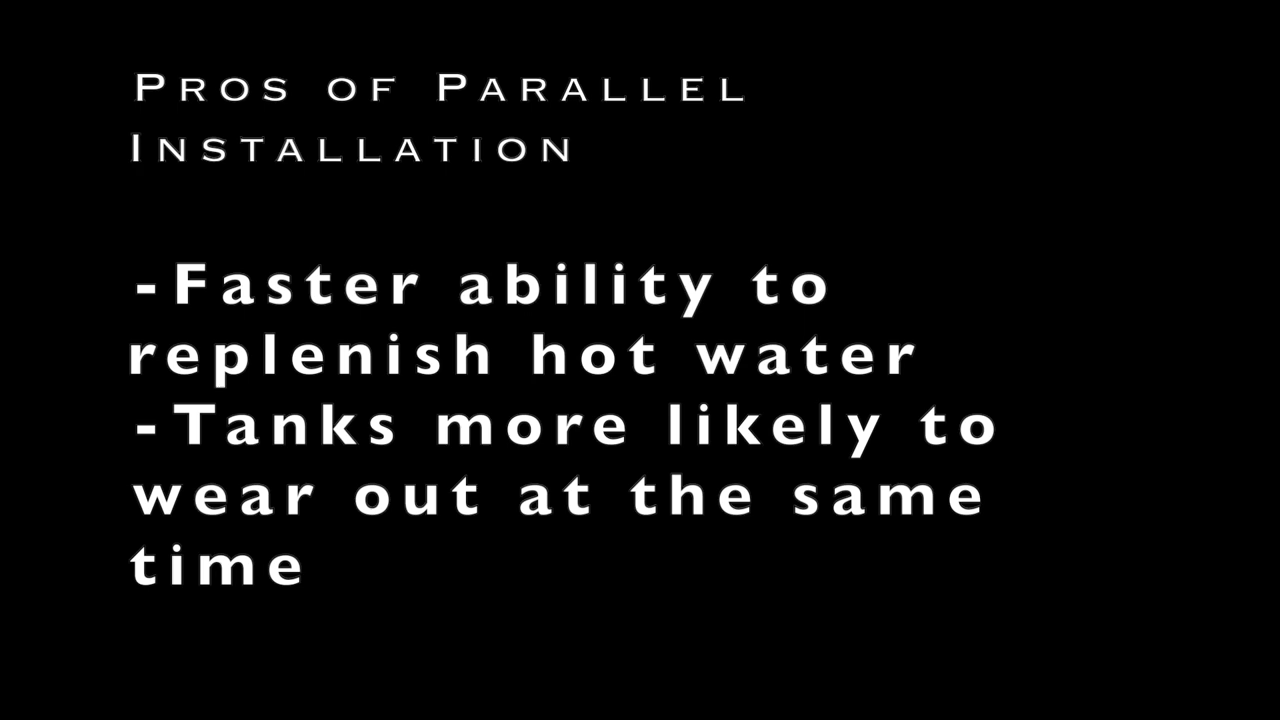 Pros of Parallel
Installation
-Faster ability to
replenish hot water
-Tanks more likely to
wear out at the same
time